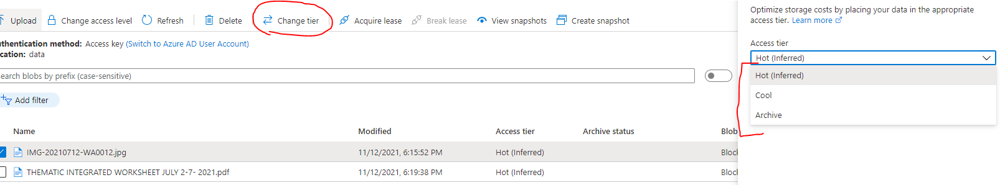 Upload Change access level Refresh Delete Change tier Acquire lease Break lease View snapshots Create snapshot
uthentication method: Access key (Switch to Azure AD User Account)
cation: data
earch blobs by prefix (case-sensitive)
Add filter
Name Modified Access tier Archive status Blob
IMG-20210712-WA0012.jpg 11/12/2021, 6:15:52 PM Hot (Inferred) Block
THEMATIC INTEGRATED WORKSHEET JULY 2-7- 2021.pdf 11/12/2021, 6:19:38 PM Hot (Inferred) Block
Optimize storage costs by placing your data in the appropriate
access tier. Learn more
Access tier
Hot (Inferred)
Hot (Inferred)
Cool
Archive